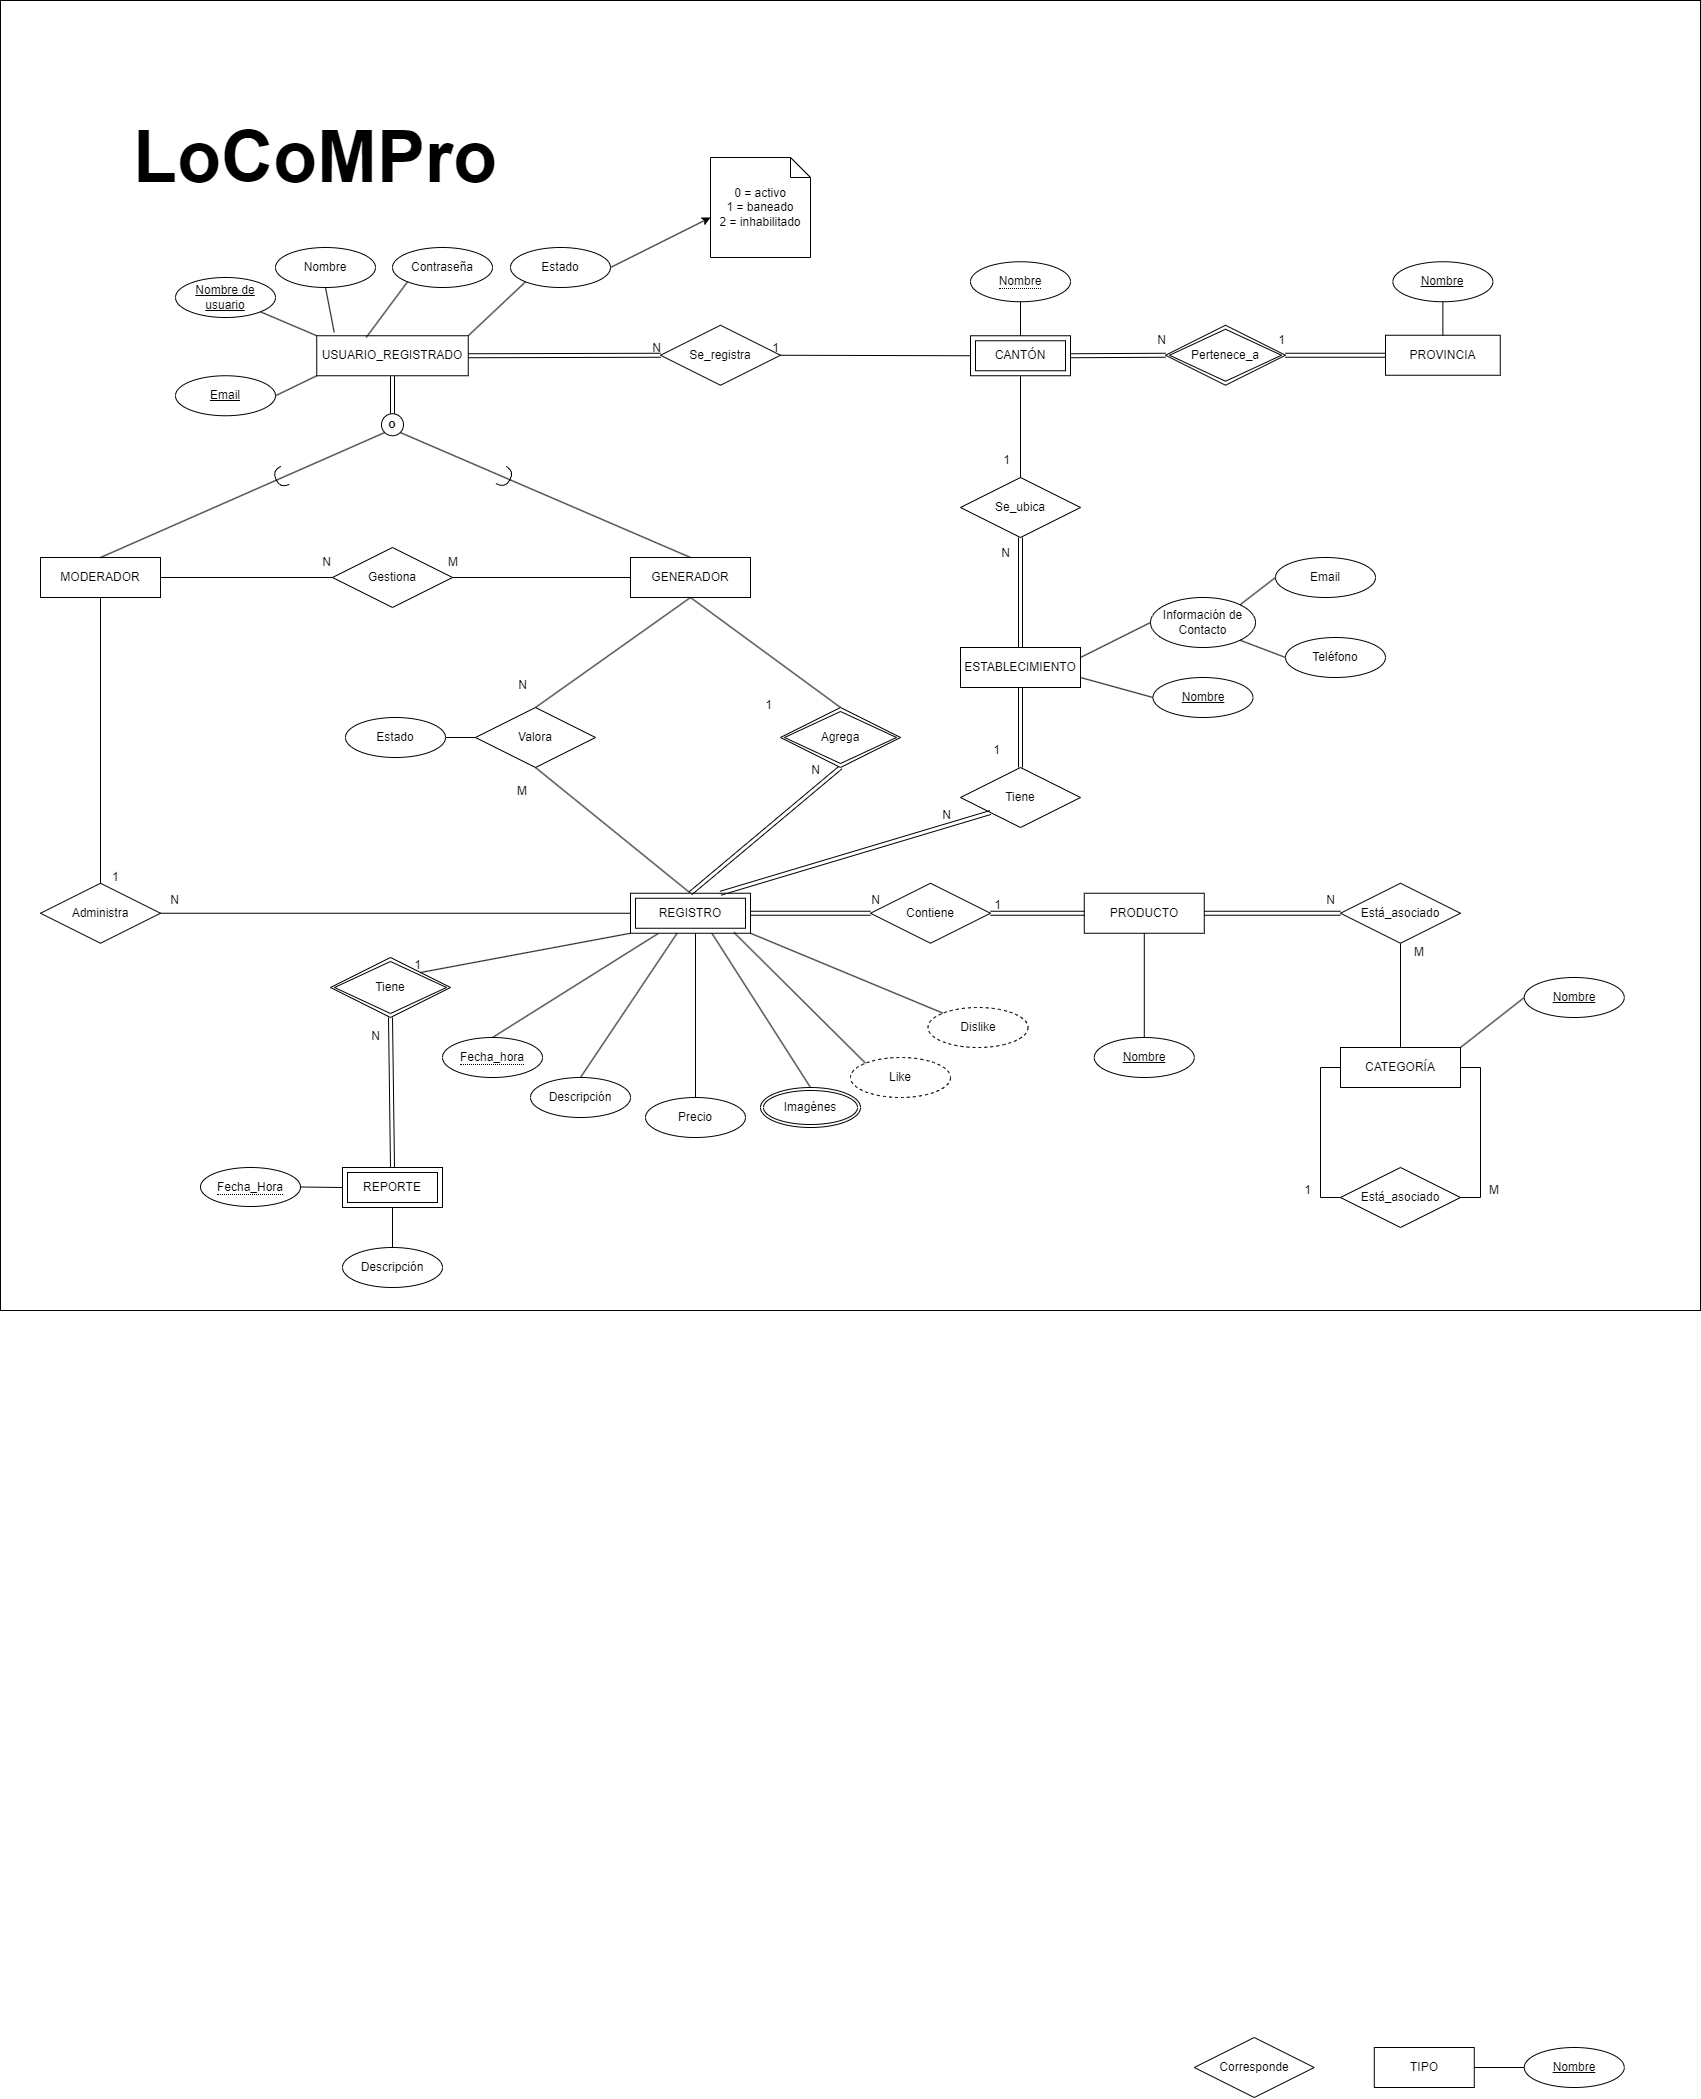 LoCoMPro
0 = activo
1 = baneado
2 = inhabilitado
Nombre
Contraseña
Estado
Nombre de
usuario
Nombre
Nombre
USUARIO_REGISTRADO
N
Se_registra
1
CANTÓN
N
Pertenece_a
1
PROVINCIA
Email
o
1
Se_ubica
N
MODERADOR
N
Gestiona
M
GENERADOR
Email
Información de
Contacto
Teléfono
ESTABLECIMIENTO
Nombre
N
1
Estado
Valora
Agrega
1
N
M
Tiene
N
1
Administra
N
REGISTRO
N
Contiene
1
PRODUCTO
N
Está_asociado
M
1
Tiene
N
Nombre
Dislike
Fecha_hora
Like
Descripción
Precio
Imagénes
Nombre
CATEGORÍA
Fecha_Hora
REPORTE
1
Está_asociado
M
Descripción
Corresponde
TIPO
Nombre